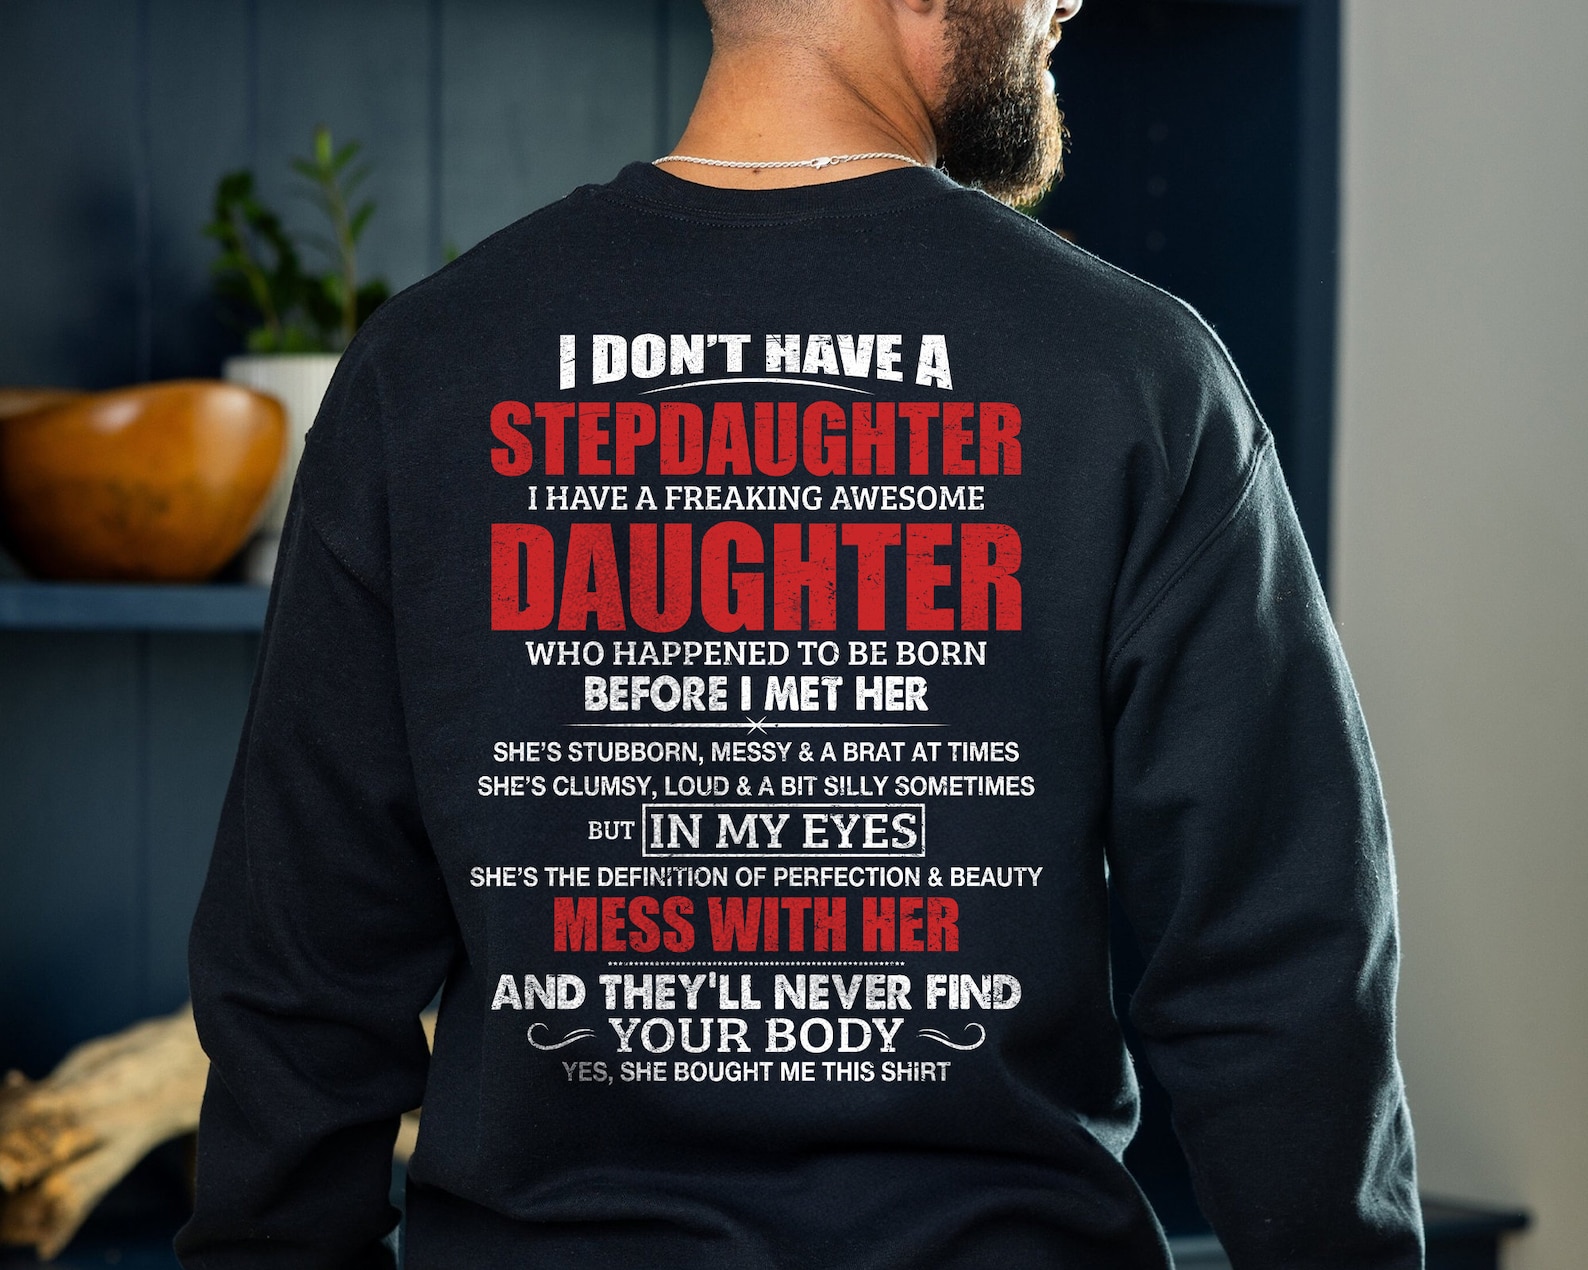 I DON'T HAVE A
STEPDAUGHTER
I HAVE A FREAKING AWESOME
DAUGHTER
WHO HAPPENED TO BE BORN
BEFORE I MET HER
SHE'S STUBBORN, MESSY & A BRAT AT TIMES
SHE'S CLUMSY, LOUD & A BIT SILLY SOMETIMES
BUT IN MY EYES
SHE'S THE DEFINITION OF PERFECTION & BEAUTY
MESS WITH HER
AND THEY'LL NEVER FIND
YOUR BODY
YES, SHE BOUGHT ME THIS SHIRT